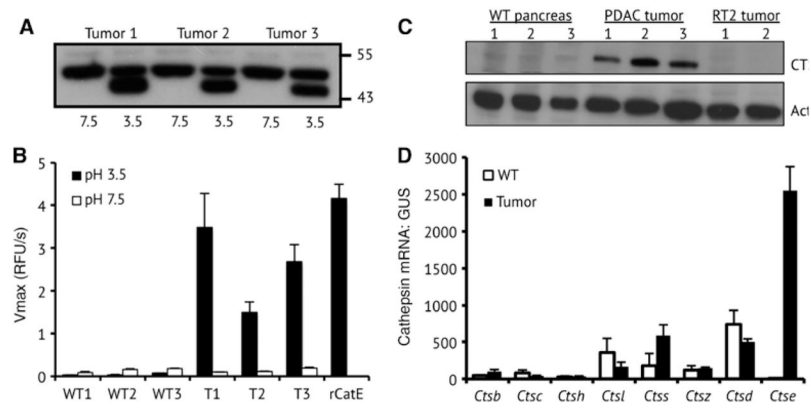 A
Tumor 1 Tumor 2 Tumor 3
55
43
7.5 3.5 7.5 3.5 7.5 3.5
B
Vmax (RFU/s)
5
4
3
2
1
0
pH 3.5
pH 7.5
WT1 WT2 WT3 T1 T2 T3 rCatE
C
WT pancreas PDAC tumor RT2 tumor
1 2 3 1 2 3 1 2
CT
Act
D
Cathepsin mRNA: GUS
3000
2500
2000
1500
1000
500
0
WT
Tumor
Ctsb Ctsc Ctsh Ctsl Ctss Ctsz Ctsd Ctse